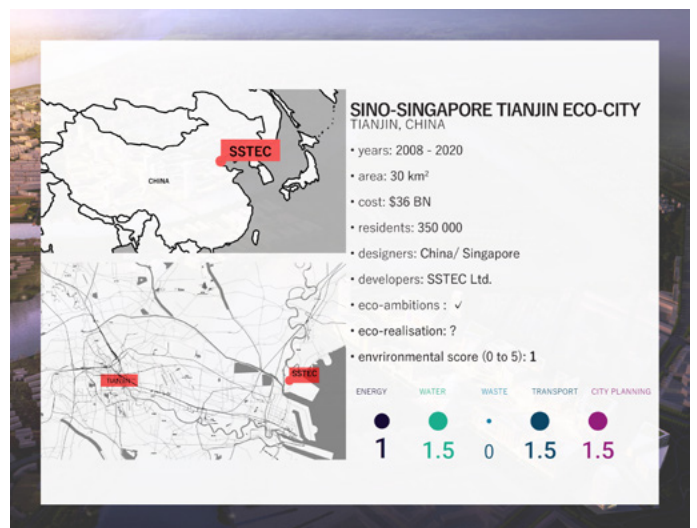 SSTEC
CHINA
TIANJIN
SSTEC
SINO-SINGAPORE TIANJIN ECO-CITY
TIANJIN, CHINA
• years: 2008 - 2020
• area: 30 km²
• cost: $36 BN
• residents: 350 000
• designers: China/ Singapore
• developers: SSTEC Ltd.
• eco-ambitions : ✓
• eco-realisation: ?
• envrironmental score (0 to 5): 1
ENERGY WATER WASTE TRANSPORT CITY PLANNING
1 1.5 0 1.5 1.5